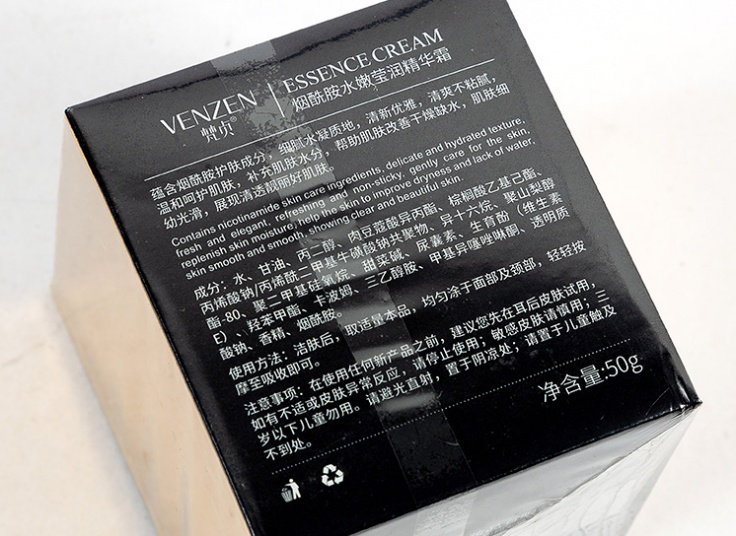 VENZEN
梵贞®
ESSENCE CREAM
烟酰胺水嫩莹润精华霜
蕴含烟酰胺护肤成分，细腻水凝质地，清新优雅，清爽不粘腻，
温和呵护肌肤，补充肌肤水分，帮助肌肤改善干燥缺水，肌肤细
幼光滑，展现清透靓丽好肌肤。
Contains nicotinamide skin care ingredients, delicate and hydrated texture,
fresh and elegant, refreshing and non-sticky, gently care for the skin,
replenish skin moisture, help the skin to improve dryness and lack of water,
skin smooth and smooth, showing clear and beautiful skin.
成分：水、甘油、丙二醇、肉豆蔻酸异丙酯、棕榈酸乙基己酯、
丙烯酸钠/丙烯酰二甲基牛磺酸钠共聚物、异十六烷、聚山梨醇
酯-80、聚二甲基硅氧烷、甜菜碱、尿囊素、生育酚（维生素
E）、羟苯甲酯、卡波姆、三乙醇胺、甲基异噻唑啉酮、透明质
酸钠、香精、烟酰胺。
使用方法：洁肤后，取适量本品，均匀涂于面部及颈部，轻轻按
摩至吸收即可。
注意事项：在使用任何新产品之前，建议您先在耳后皮肤试用，
如有不适或皮肤异常反应，请停止使用；敏感皮肤请慎用；三
岁以下儿童勿用。请避光直射，置于阴凉处；请置于儿童触及
不到处。
净含量:50g